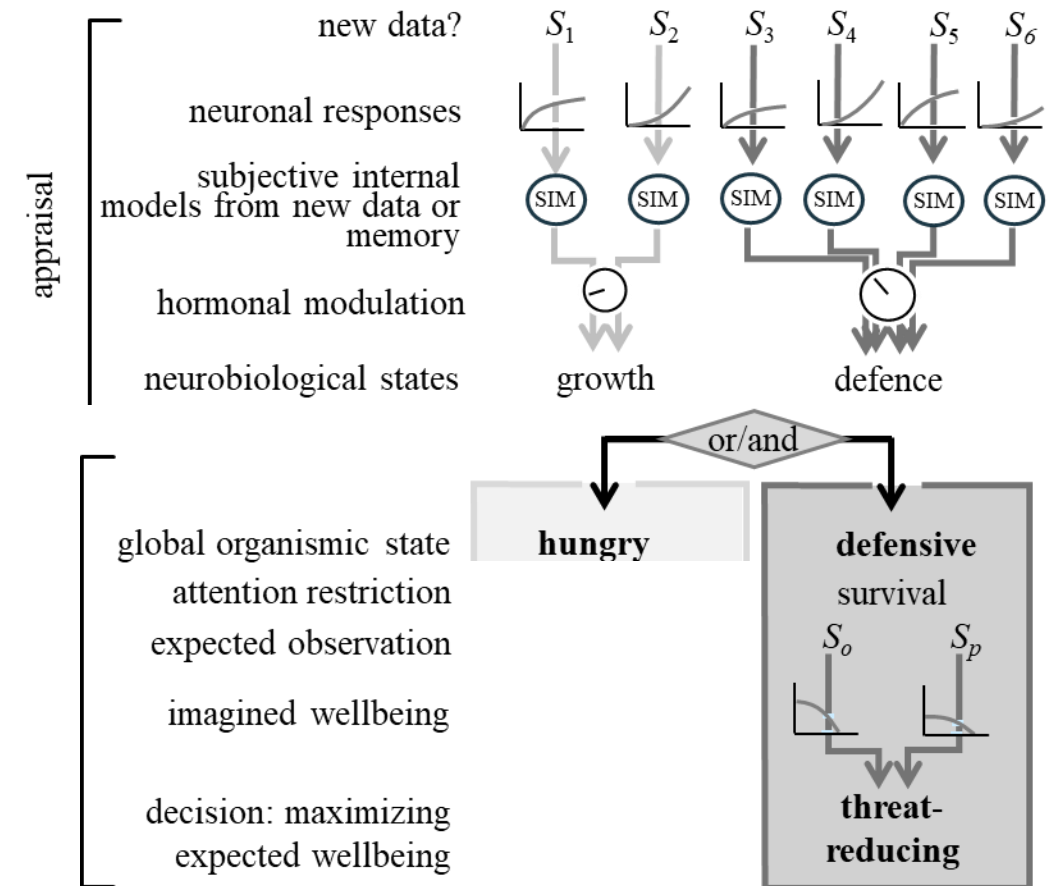 new data? S1 S2 S3 S4 S5 S6
neuronal responses
subjective internal
models from new data or
memory
SIM SIM SIM SIM SIM SIM
hormonal modulation
neurobiological states growth defence
appraisal
or/and
global organismic state hungry defensive
attention restriction survival
expected observation So Sp
imagined wellbeing
decision: maximizing threat-
expected wellbeing reducing